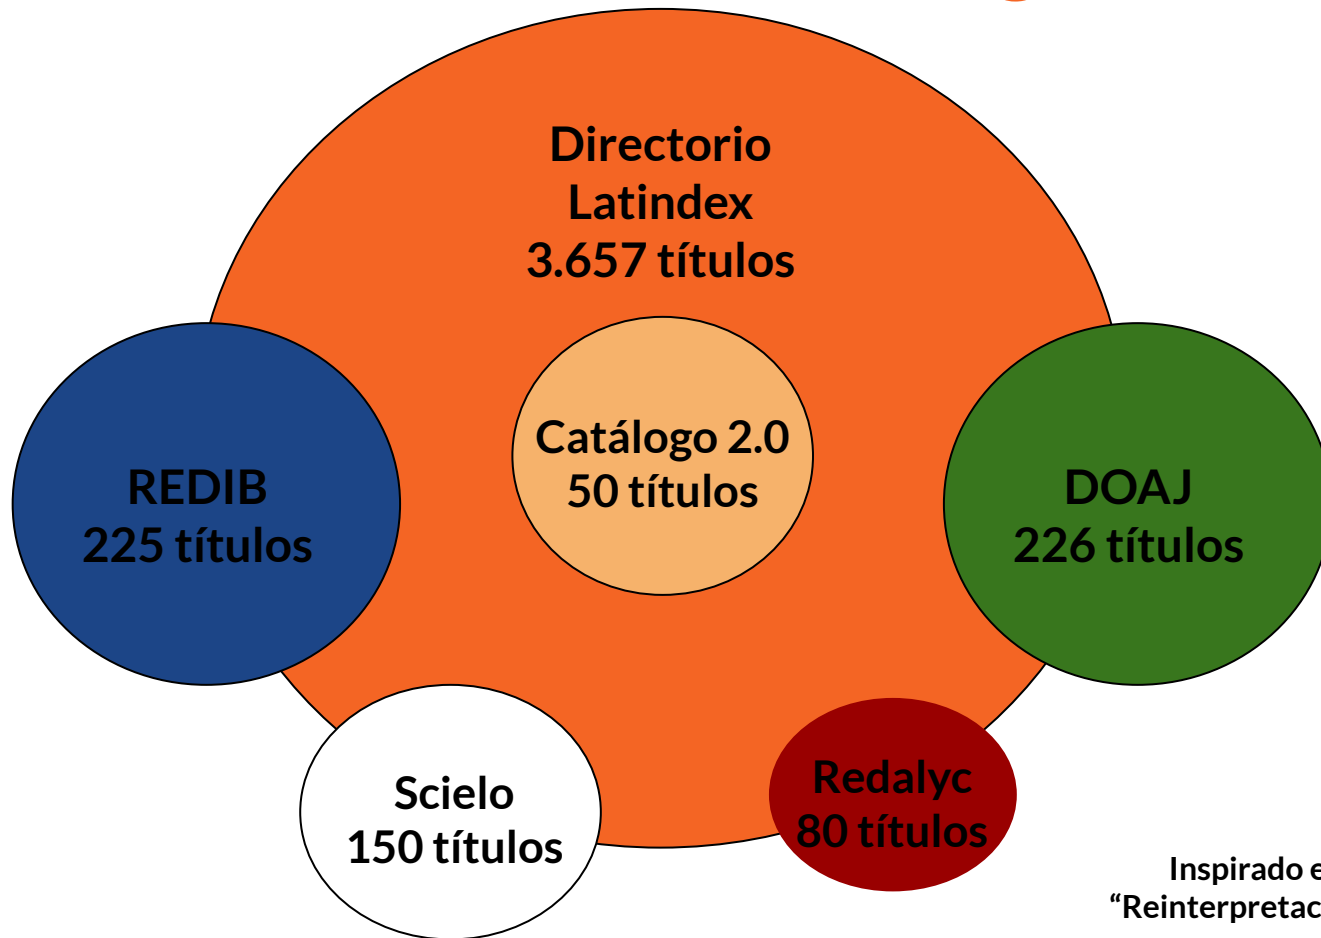 Directorio
Latindex
3.657 títulos
Catálogo 2.0
50 títulos
REDIB
225 títulos
DOAJ
226 títulos
Scielo
150 títulos
Redalyc
80 títulos
Inspirado